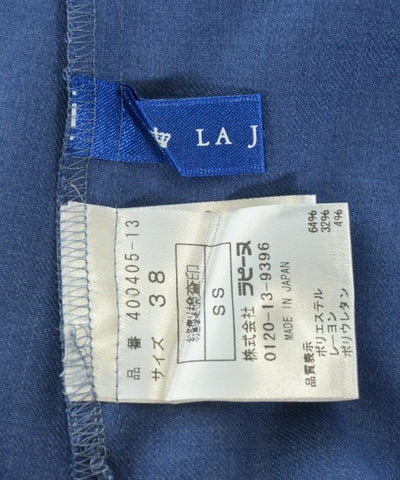 LA J
品番 400405-13
サイズ 38
SS
株式会社 ラピーヌ
0120-13-9396
MADE IN JAPAN
品質表示
ポリエステル 64%
レーヨン 32%
ポリウレタン 4%